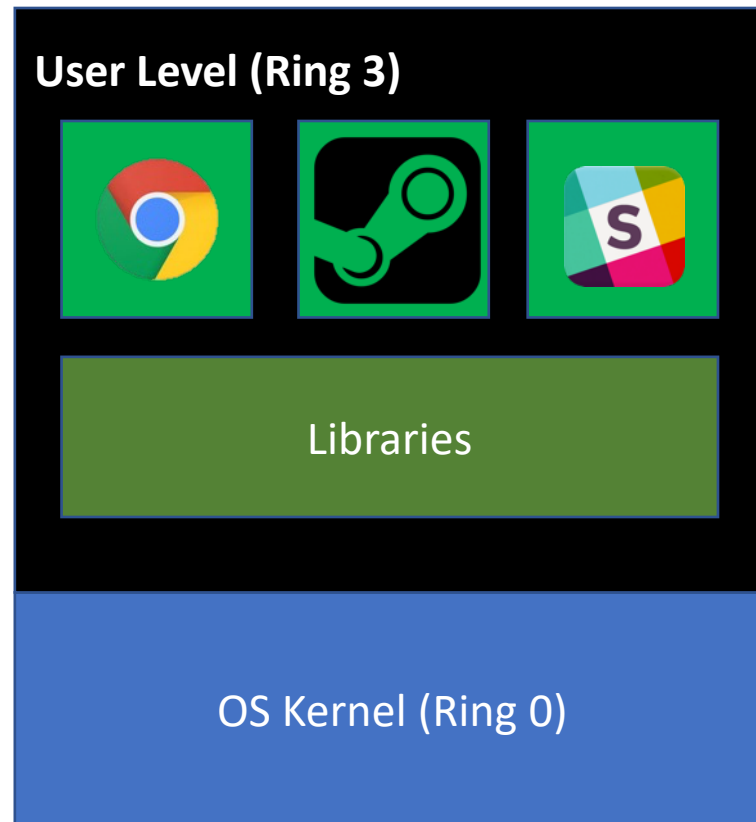 User Level (Ring 3)
S
Libraries
OS Kernel (Ring 0)